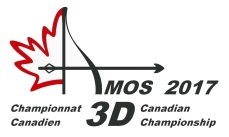 AMOS 2017
Championnat Canadian
Canadien 3D Championship